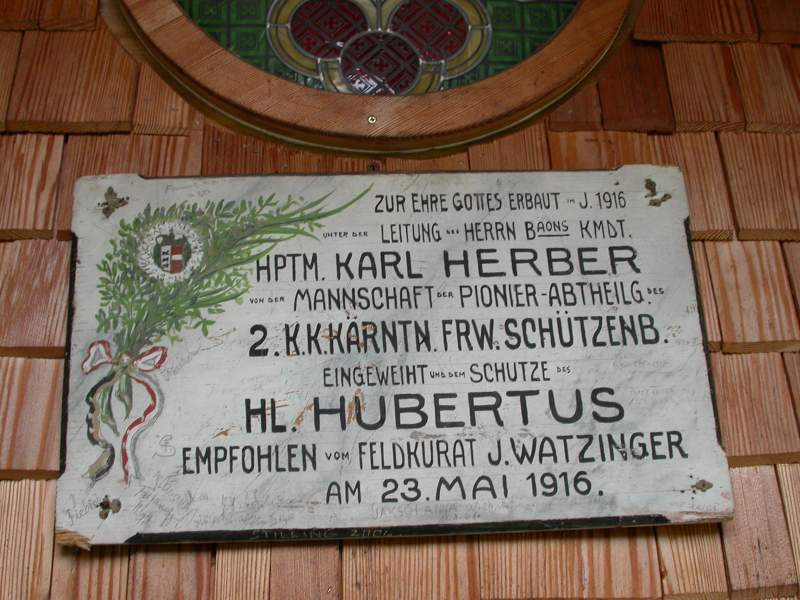 ZUR EHRE GOTTES ERBAUT IM J. 1916
UNTER DER LEITUNG DES HERRN BAONS KMDT.
HPTM. KARL HERBER
VON DER MANNSCHAFT DER PIONIER-ABTHEILG. DES
2. K.K. KÄRNTN. FRW. SCHÜTZENB.
EINGEWEIHT UND DEM SCHUTZE DES
HL. HUBERTUS
EMPFOHLEN VOM FELDKURAT J. WATZINGER
AM 23. MAI 1916.